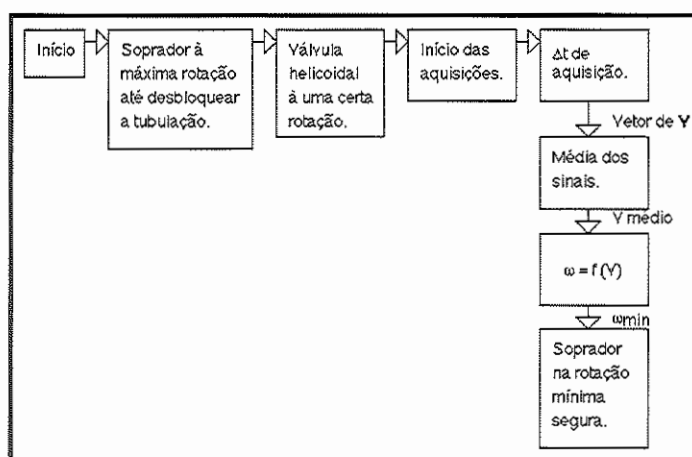 Início
Soprador à
máxima rotação
até desbloquear
a tubulação.
Válvula
helicoidal
à uma certa
rotação.
Início das
aquisições.
Δt de
aquisição.
Vetor de Y
Média dos
sinais.
Y médio
ω = f (Y)
ωmin
Soprador
na rotação
mínima
segura.